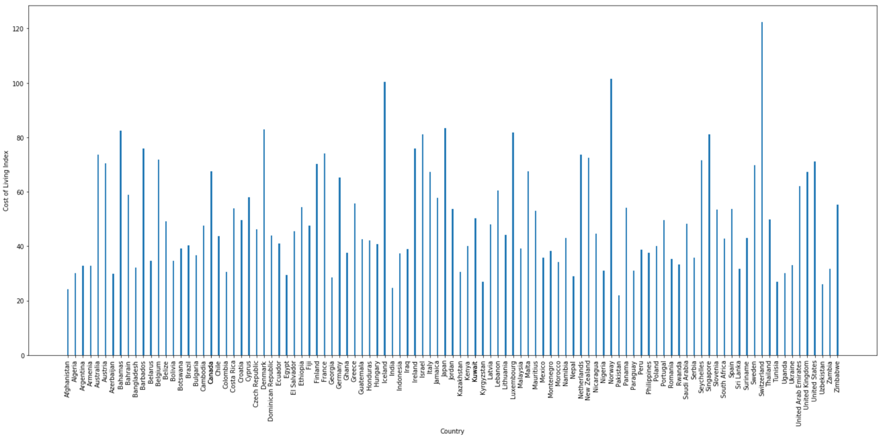 120
100
80
60
40
20
0
Cost of Living Index
Afghanistan
Algeria
Argentina
Armenia
Australia
Austria
Azerbaijan
Bahamas
Bahrain
Bangladesh
Barbados
Belarus
Belgium
Belize
Bolivia
Botswana
Brazil
Bulgaria
Cambodia
Canada
Chile
Colombia
Costa Rica
Croatia
Cyprus
Czech Republic
Denmark
Dominican Republic
Ecuador
Egypt
El Salvador
Ethiopia
Fiji
Finland
France
Georgia
Germany
Ghana
Greece
Guatemala
Honduras
Hungary
Iceland
India
Indonesia
Iraq
Ireland
Israel
Italy
Jamaica
Japan
Jordan
Kazakhstan
Kenya
Kuwait
Kyrgyzstan
Latvia
Lebanon
Lithuania
Luxembourg
Malaysia
Malta
Mauritius
Mexico
Montenegro
Morocco
Namibia
Nepal
Netherlands
New Zealand
Nicaragua
Nigeria
Norway
Pakistan
Panama
Paraguay
Peru
Philippines
Poland
Portugal
Romania
Rwanda
Saudi Arabia
Serbia
Seychelles
Singapore
Slovenia
South Africa
Spain
Sri Lanka
Suriname
Sweden
Switzerland
Thailand
Tunisia
Uganda
Ukraine
United Arab Emirates
United Kingdom
United States
Uzbekistan
Zambia
Zimbabwe
Country